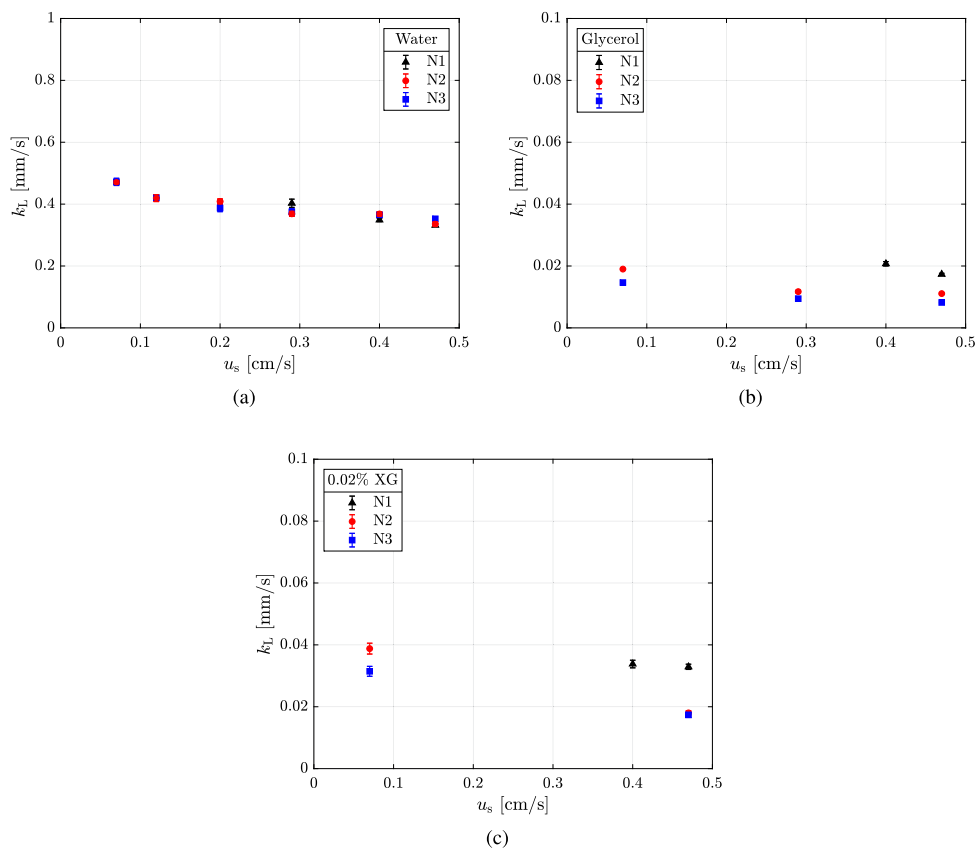 1
0.8
0.6
0.4
0.2
0
k_L [mm/s]
Water
N1
N2
N3
0 0.1 0.2 0.3 0.4 0.5
u_s [cm/s]
(a)
0.1
0.08
0.06
0.04
0.02
0
k_L [mm/s]
Glycerol
N1
N2
N3
0 0.1 0.2 0.3 0.4 0.5
u_s [cm/s]
(b)
0.1
0.08
0.06
0.04
0.02
0
k_L [mm/s]
0.02% XG
N1
N2
N3
0 0.1 0.2 0.3 0.4 0.5
u_s [cm/s]
(c)